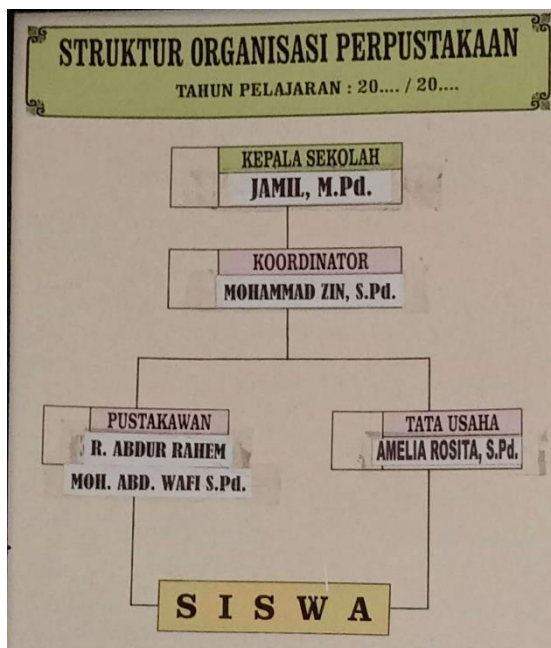 STRUKTUR ORGANISASI PERPUSTAKAAN
TAHUN PELAJARAN : 20.... / 20....
KEPALA SEKOLAH
JAMIL, M.Pd.
KOORDINATOR
MOHAMMAD ZIN, S.Pd.
PUSTAKAWAN
R. ABDUR RAHEM
MOH. ABD. WAFI S.Pd.
TATA USAHA
AMELIA ROSITA, S.Pd.
S I S W A